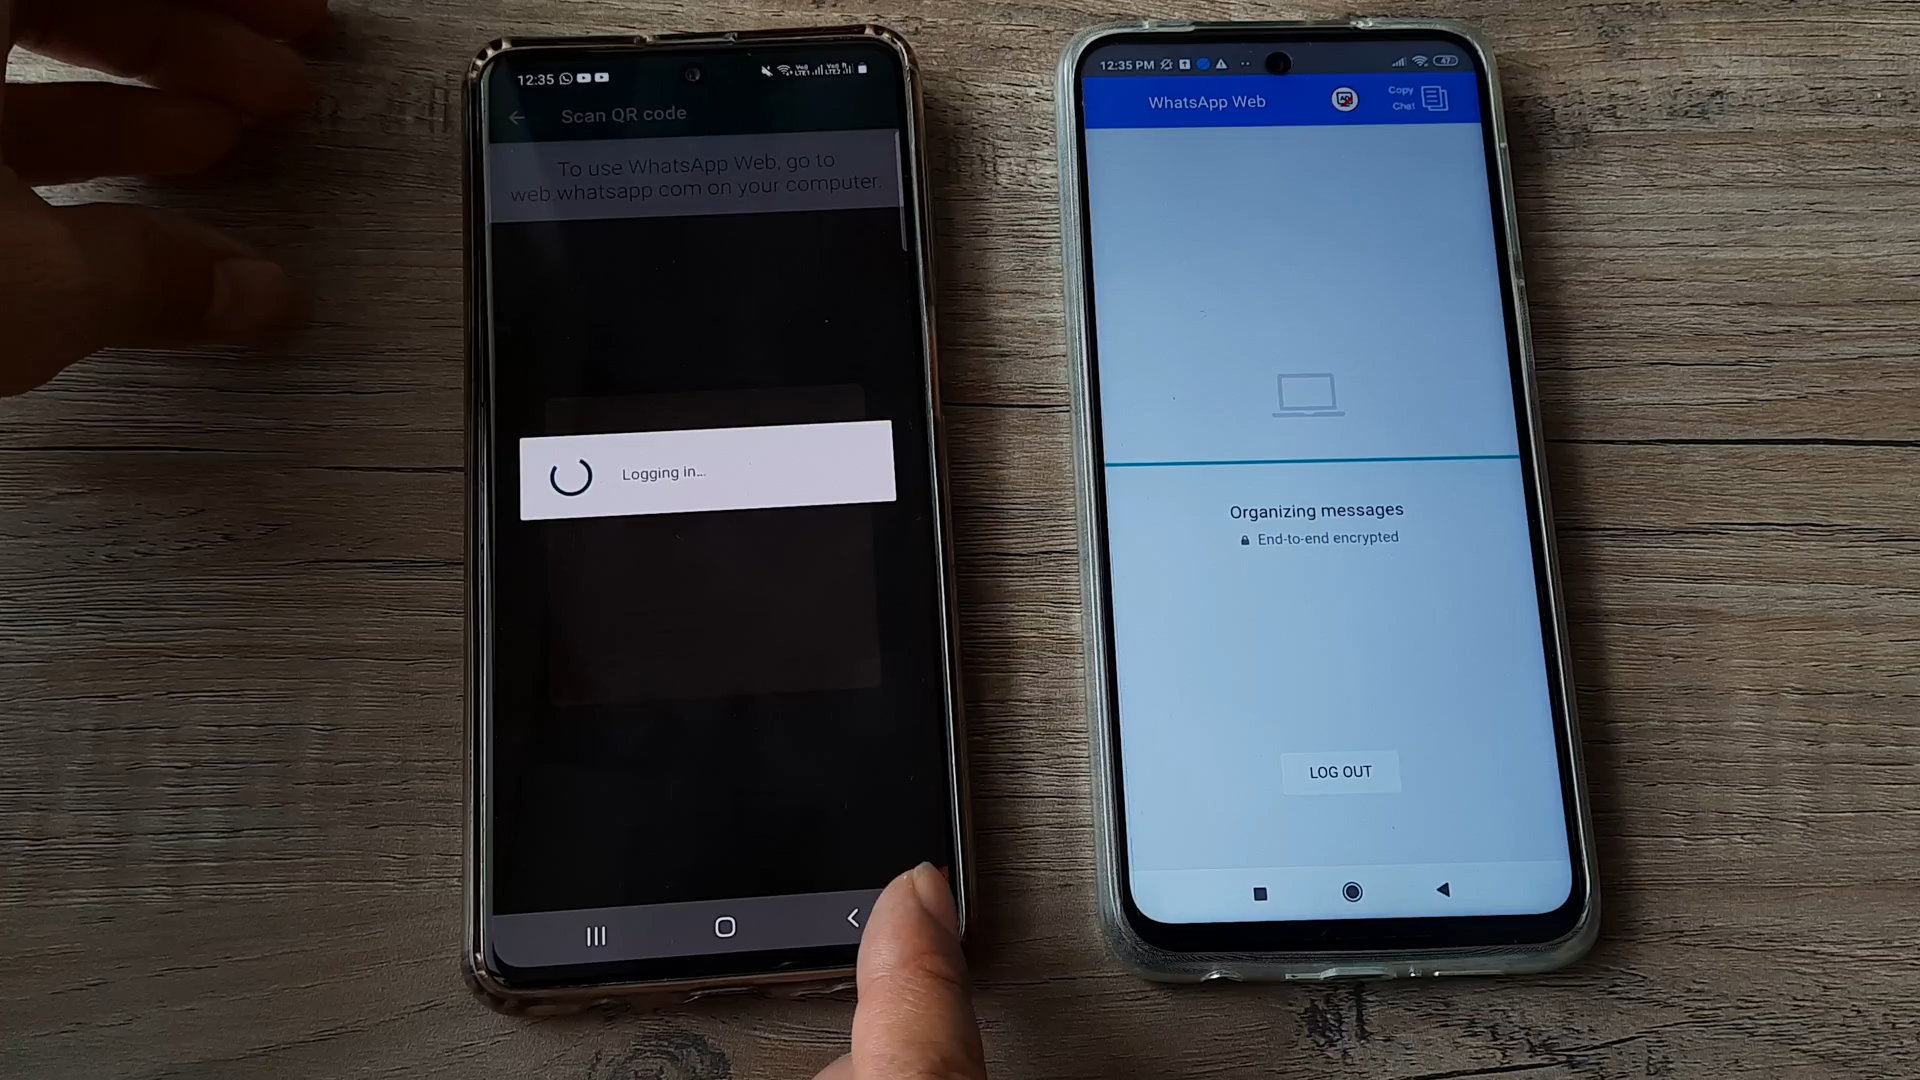 12:35
Scan QR code
To use WhatsApp Web, go to
web.whatsapp.com on your computer.
Logging in...
12:35 PM
47
WhatsApp Web
Copy
Chat
Organizing messages
End-to-end encrypted
LOG OUT